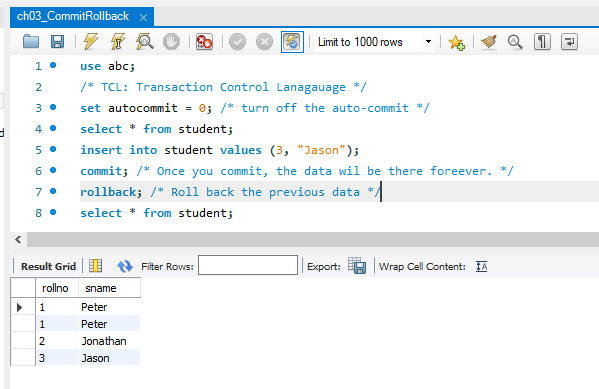 ch03_CommitRollback ×
Limit to 1000 rows
1 use abc;
2 /* TCL: Transaction Control Lanagauage */
3 set autocommit = 0; /* turn off the auto-commit */
4 select * from student;
5 insert into student values (3, "Jason");
6 commit; /* Once you commit, the data wil be there foreever. */
7 rollback; /* Roll back the previous data */
8 select * from student;
Result Grid Filter Rows: Export: Wrap Cell Content:
rollno sname
1 Peter
1 Peter
2 Jonathan
3 Jason